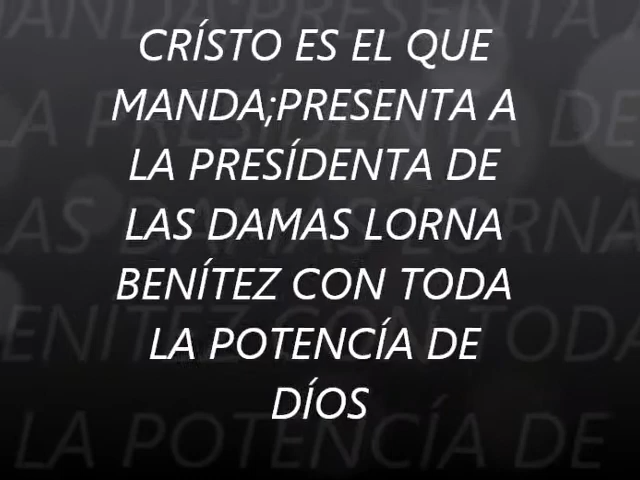 CRÍSTO ES EL QUE
MANDA;PRESENTA A
LA PRESÍDENTA DE
LAS DAMAS LORNA
BENÍTEZ CON TODA
LA POTENCÍA DE
DÍOS